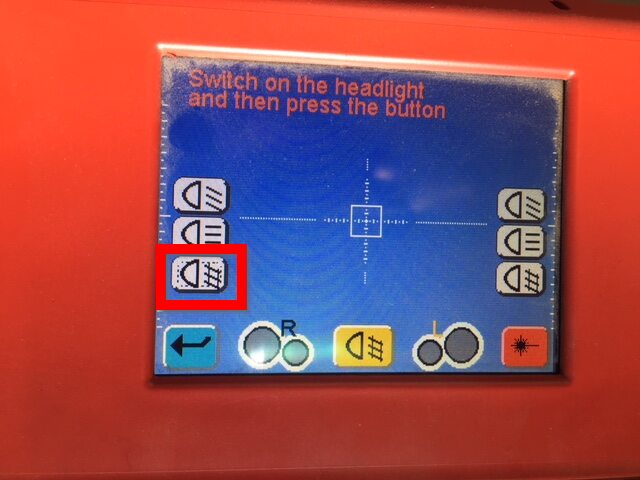 Switch on the headlight
and then press the button
R
L